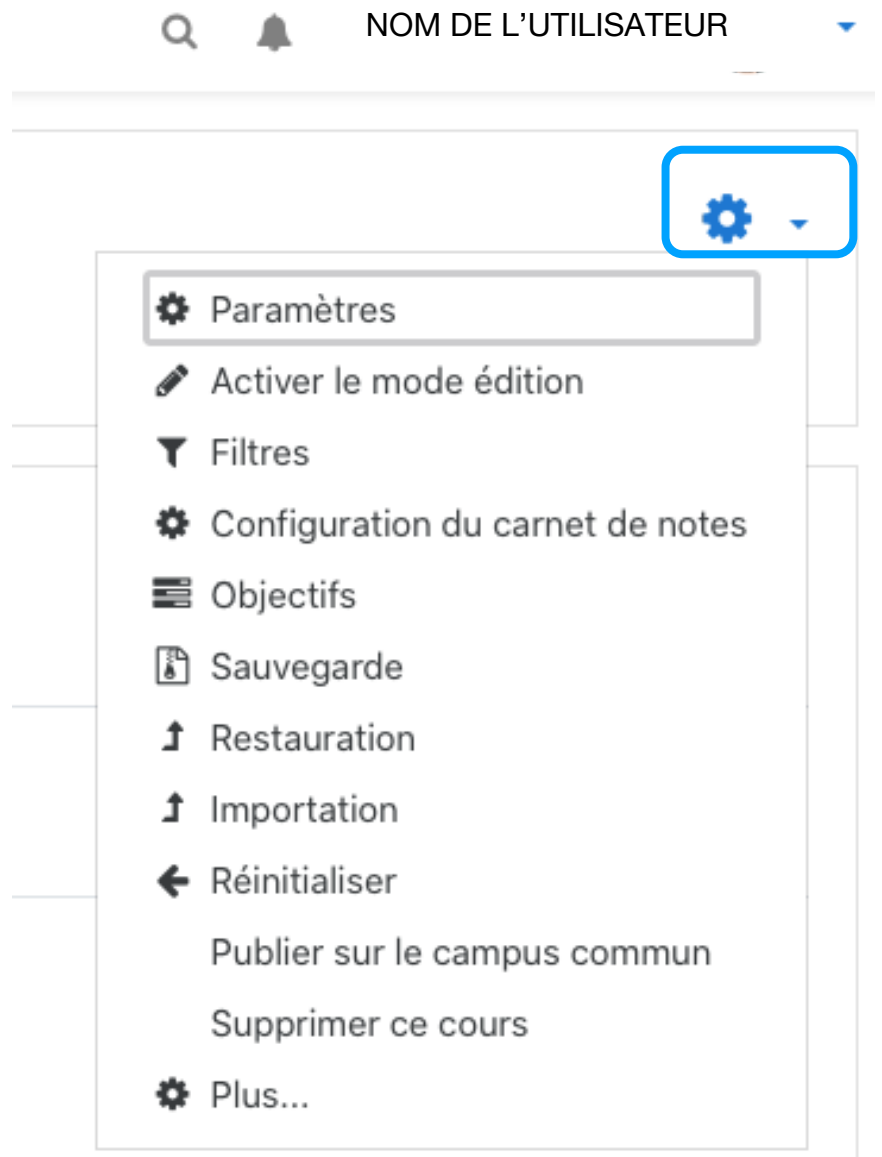 NOM DE L’UTILISATEUR
Paramètres
Activer le mode édition
Filtres
Configuration du carnet de notes
Objectifs
Sauvegarde
Restauration
Importation
Réinitialiser
Publier sur le campus commun
Supprimer ce cours
Plus...